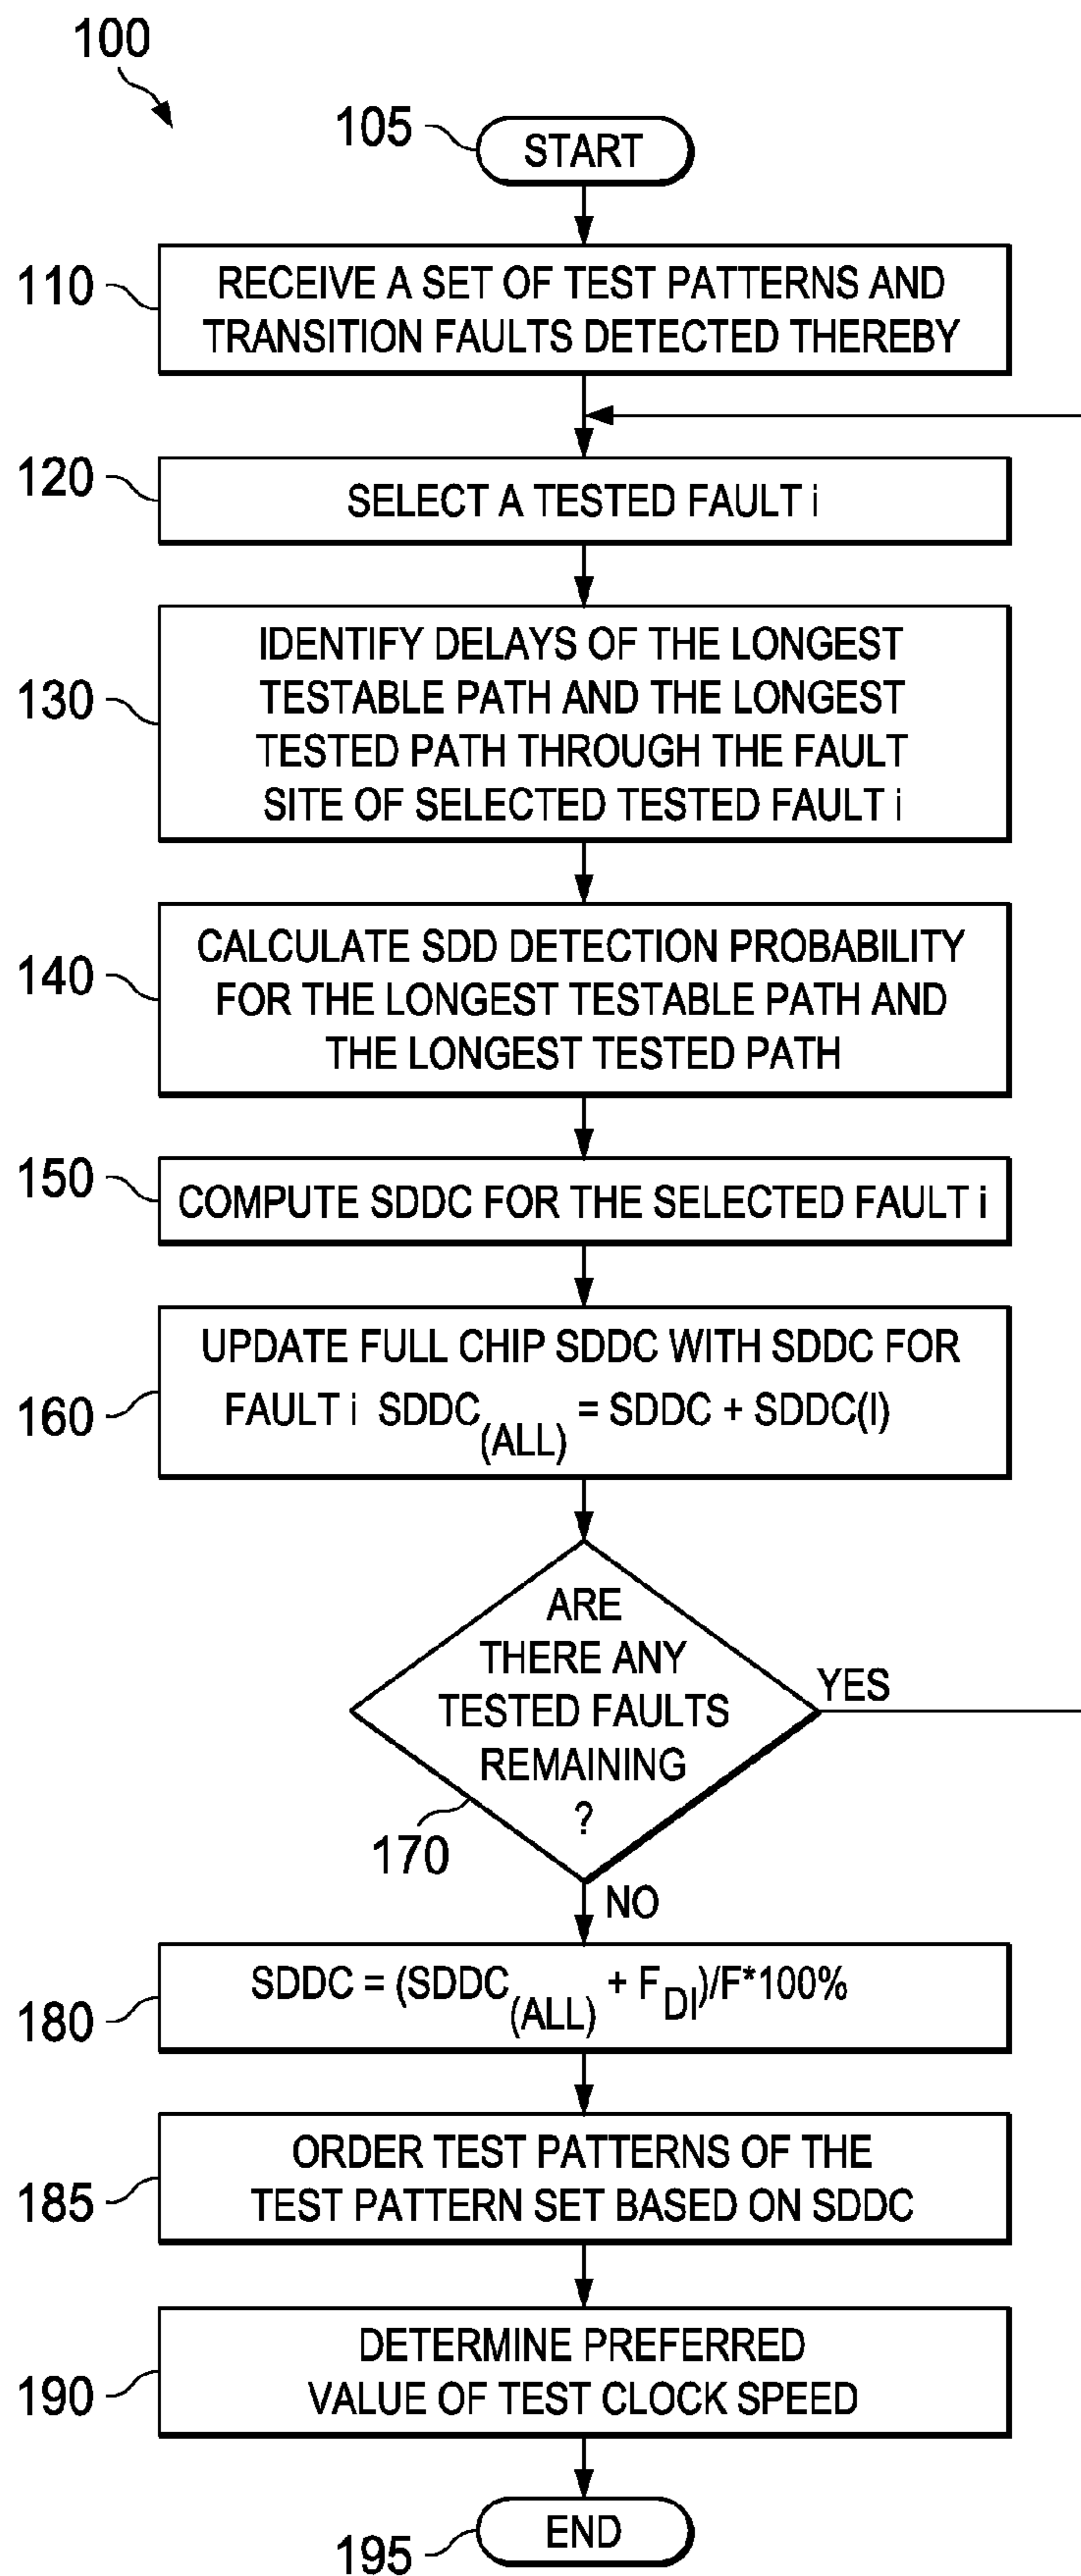 100
105
START
110
RECEIVE A SET OF TEST PATTERNS AND
TRANSITION FAULTS DETECTED THEREBY
120
SELECT A TESTED FAULT i
130
IDENTIFY DELAYS OF THE LONGEST
TESTABLE PATH AND THE LONGEST
TESTED PATH THROUGH THE FAULT
SITE OF SELECTED TESTED FAULT i
140
CALCULATE SDD DETECTION PROBABILITY
FOR THE LONGEST TESTABLE PATH AND
THE LONGEST TESTED PATH
150
COMPUTE SDDC FOR THE SELECTED FAULT i
160
UPDATE FULL CHIP SDDC WITH SDDC FOR
FAULT i SDDC(ALL) = SDDC + SDDC(I)
170
ARE
THERE ANY
TESTED FAULTS
REMAINING
?
YES
NO
180
SDDC = (SDDC(ALL) + FDI)/F*100%
185
ORDER TEST PATTERNS OF THE
TEST PATTERN SET BASED ON SDDC
190
DETERMINE PREFERRED
VALUE OF TEST CLOCK SPEED
195
END